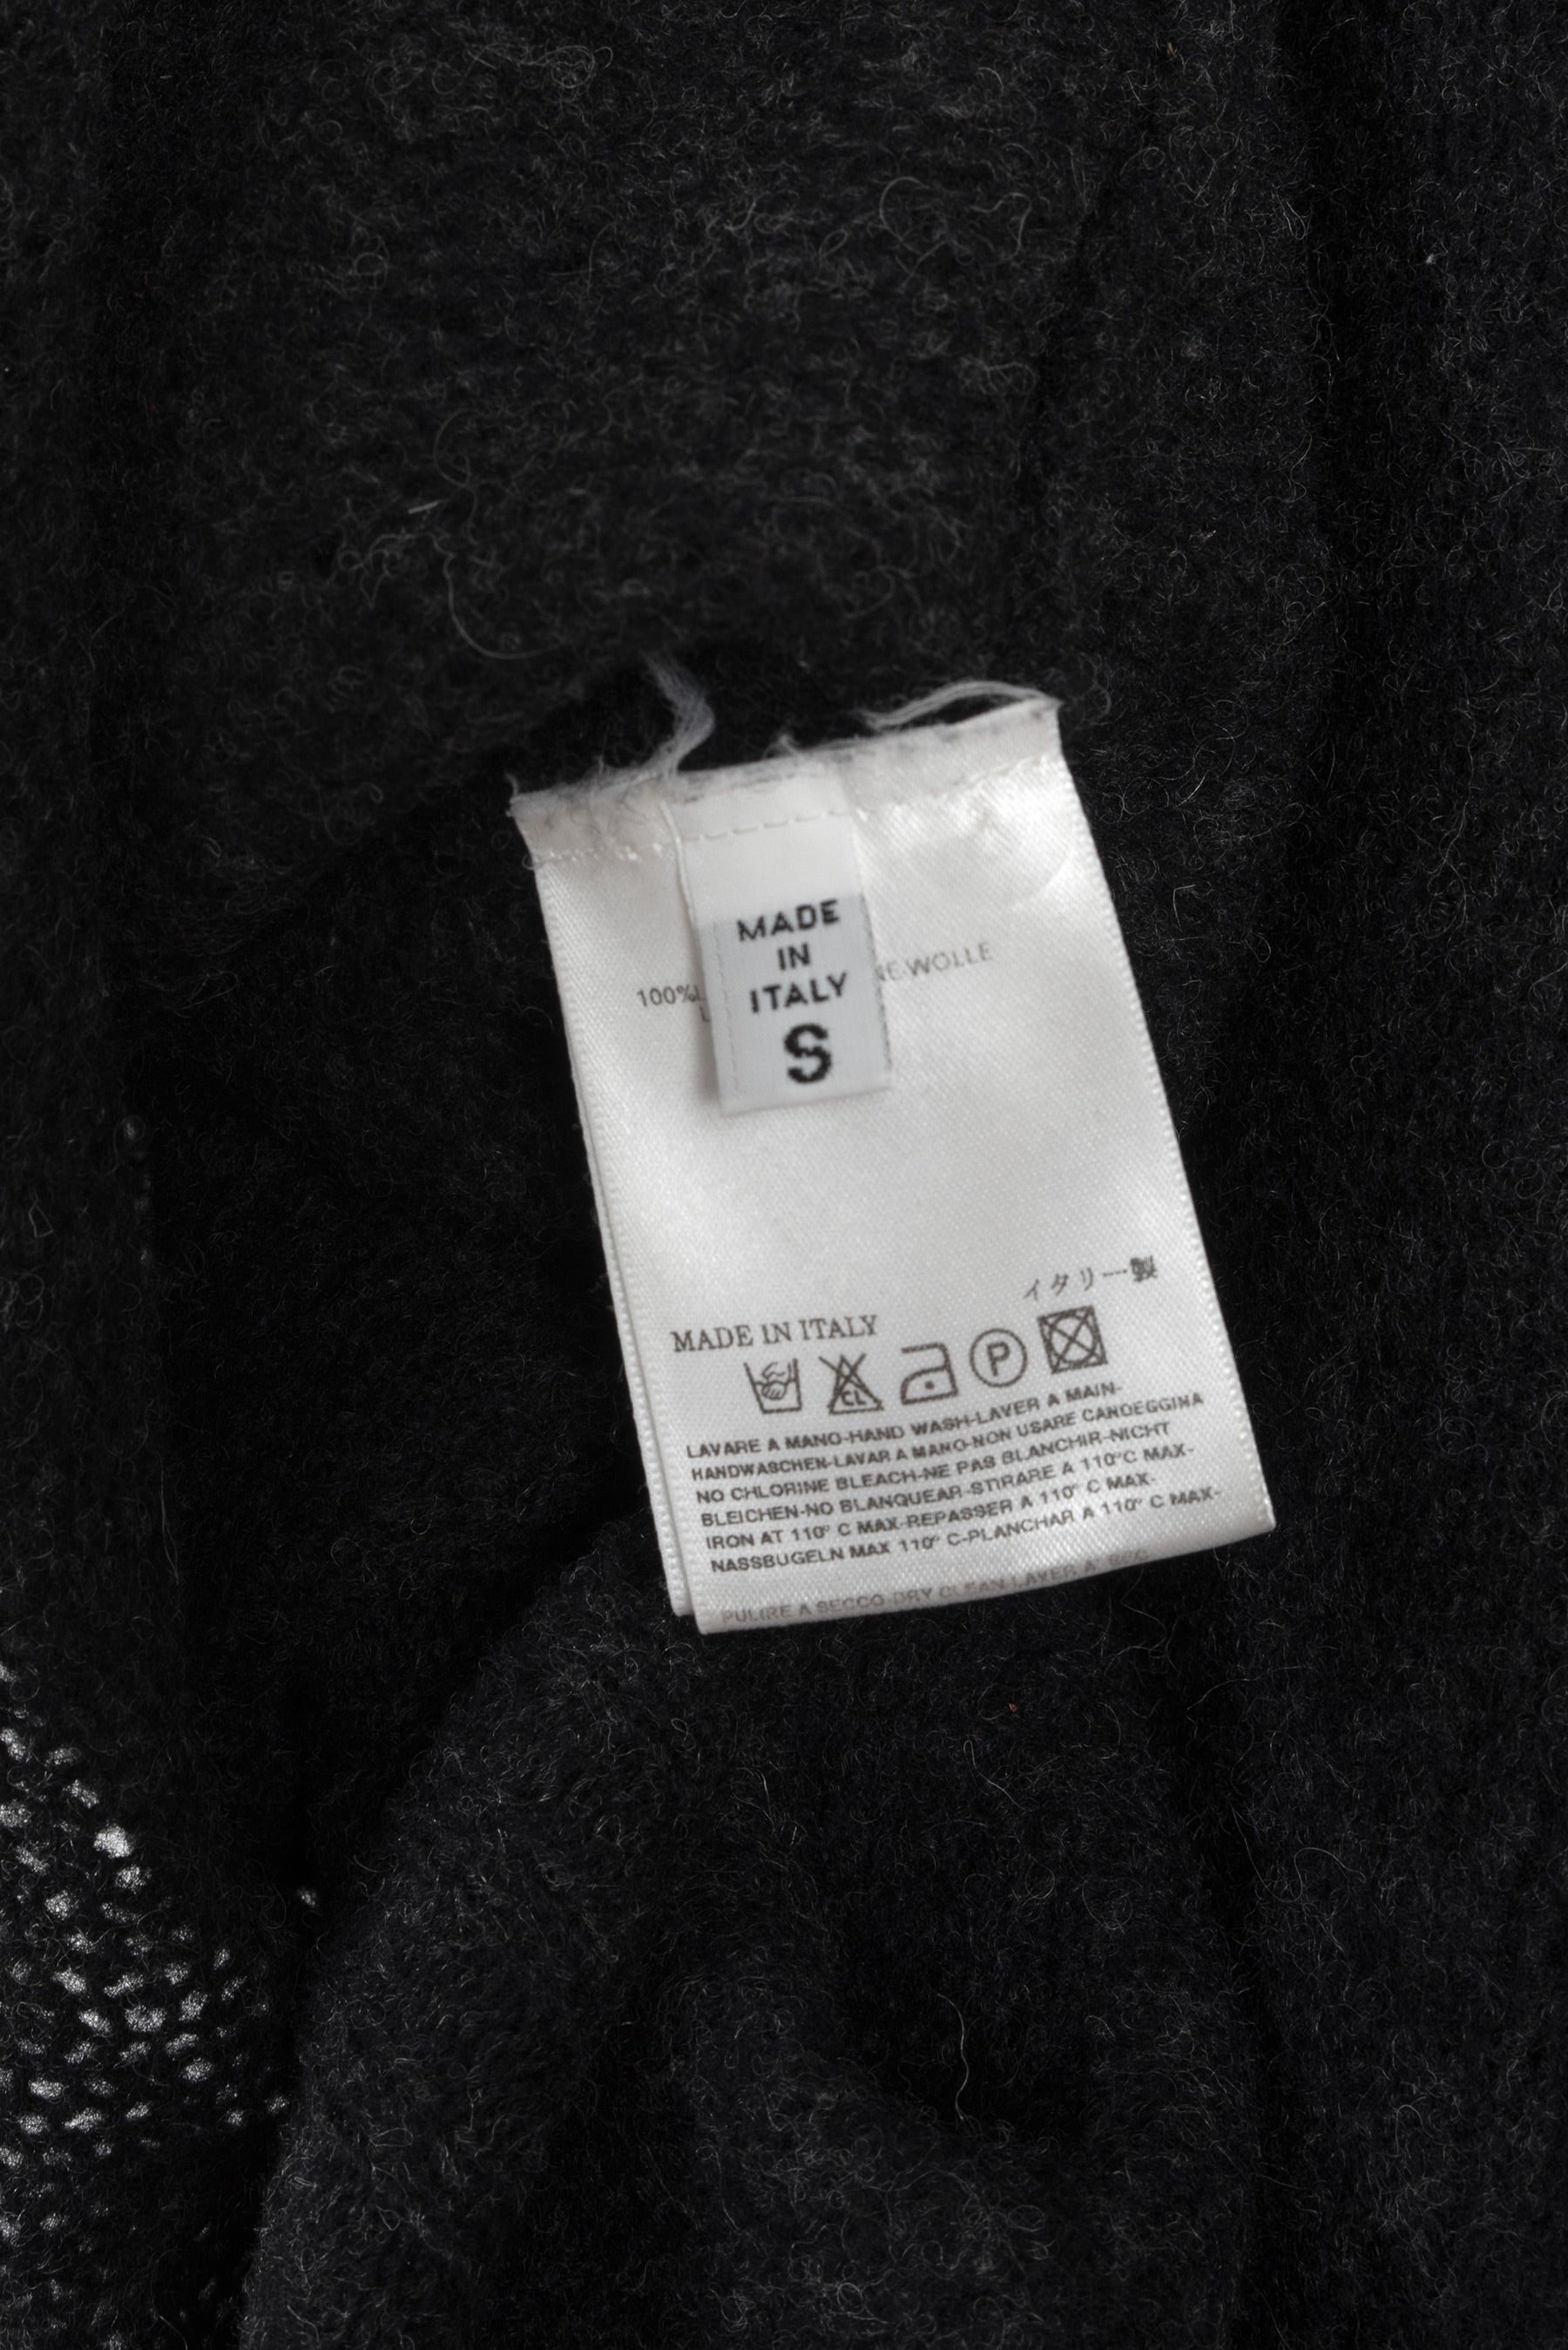 MADE
IN
ITALY
S
100%
WOLLE
イタリー製
MADE IN ITALY
CL
P
LAVARE A MANO-HAND WASH-LAVER A MAIN-
HANDWASCHEN-LAVAR A MANO-NON USARE CANDEGGINA
NO CHLORINE BLEACH-NE PAS BLANCHIR-NICHT
BLEICHEN-NO BLANQUEAR-STIRARE A 110°C MAX-
IRON AT 110° C MAX-REPASSER A 110° C MAX-
NASSBUGELN MAX 110° C-PLANCHAR A 110° C MAX-
PULIRE A SECCO-DRY CLEAN-LAVER A SEC